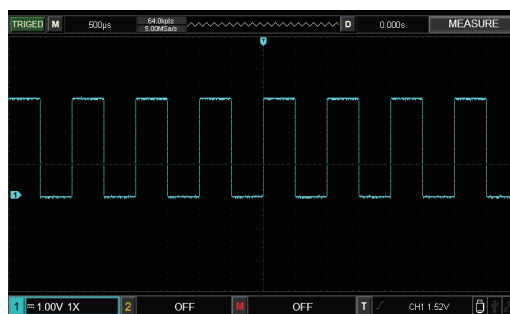 TRIGED M 500µs 64.0kpts D 0.000s MEASURE
5.00MSa/s
T
1
1 1.00V 1X 2 OFF M OFF T CH1 1.52V